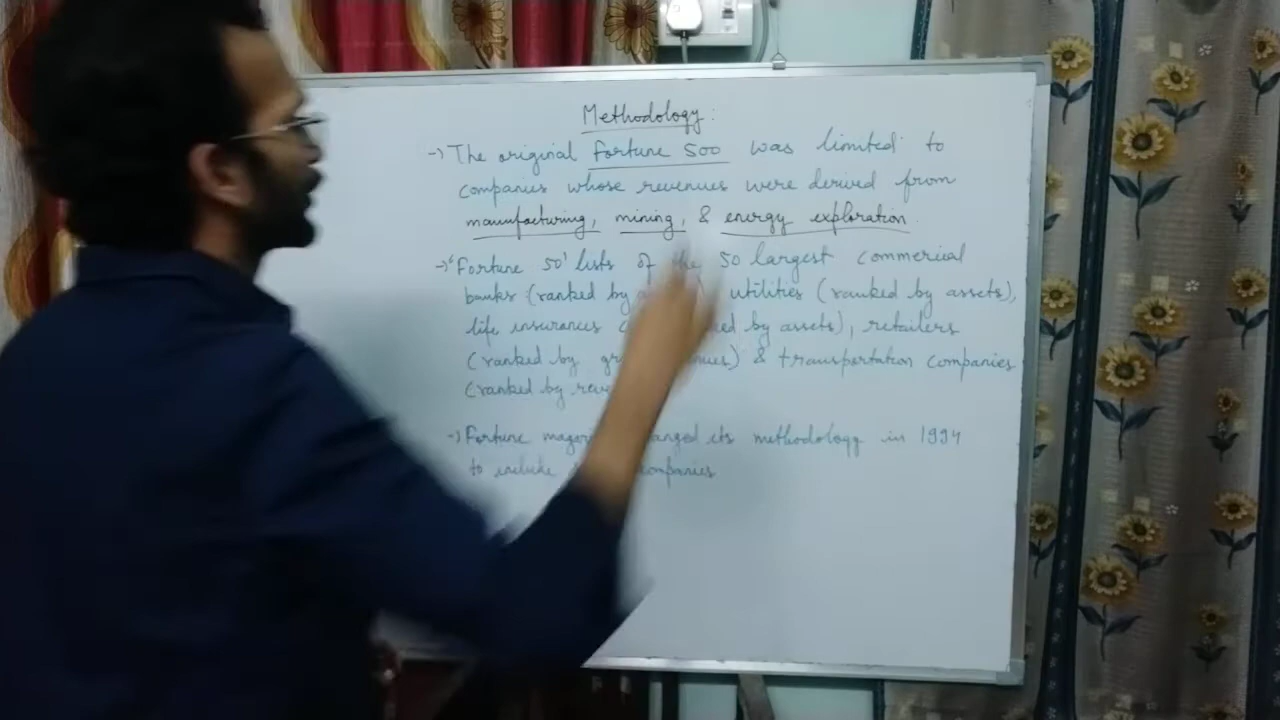 Methodology:
→ The original Fortune 500 was limited to
companies whose revenues were derived from
manufacturing, mining, & energy exploration.
→ 'Fortune 50' lists of the 50 largest commercial
banks (ranked by utilities (ranked by assets),
life insurances by assets), retailers
(ranked by & transportation companies
(ranked by
→ Fortune its methodology in 1994
to include companies